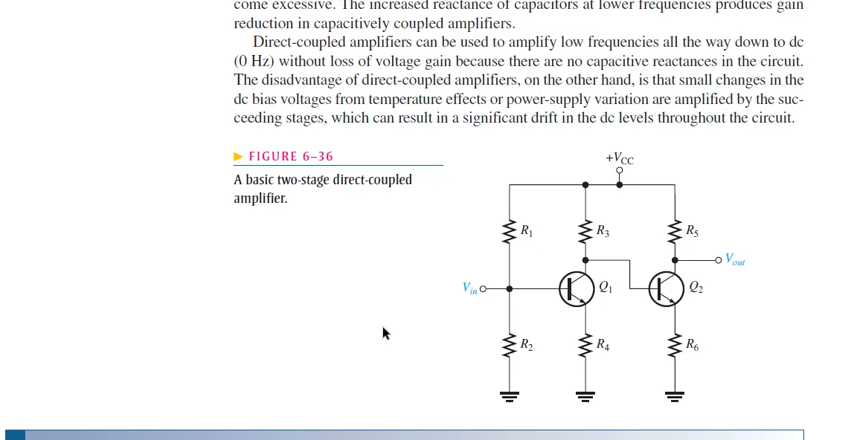 come excessive. The increased reactance of capacitors at lower frequencies produces gain
reduction in capacitively coupled amplifiers.
Direct-coupled amplifiers can be used to amplify low frequencies all the way down to dc
(0 Hz) without loss of voltage gain because there are no capacitive reactances in the circuit.
The disadvantage of direct-coupled amplifiers, on the other hand, is that small changes in the
dc bias voltages from temperature effects or power-supply variation are amplified by the suc-
ceeding stages, which can result in a significant drift in the dc levels throughout the circuit.
FIGURE 6–36
A basic two-stage direct-coupled
amplifier.
+VCC
R1
R3
R5
Vout
Vin
Q1
Q2
R2
R4
R6